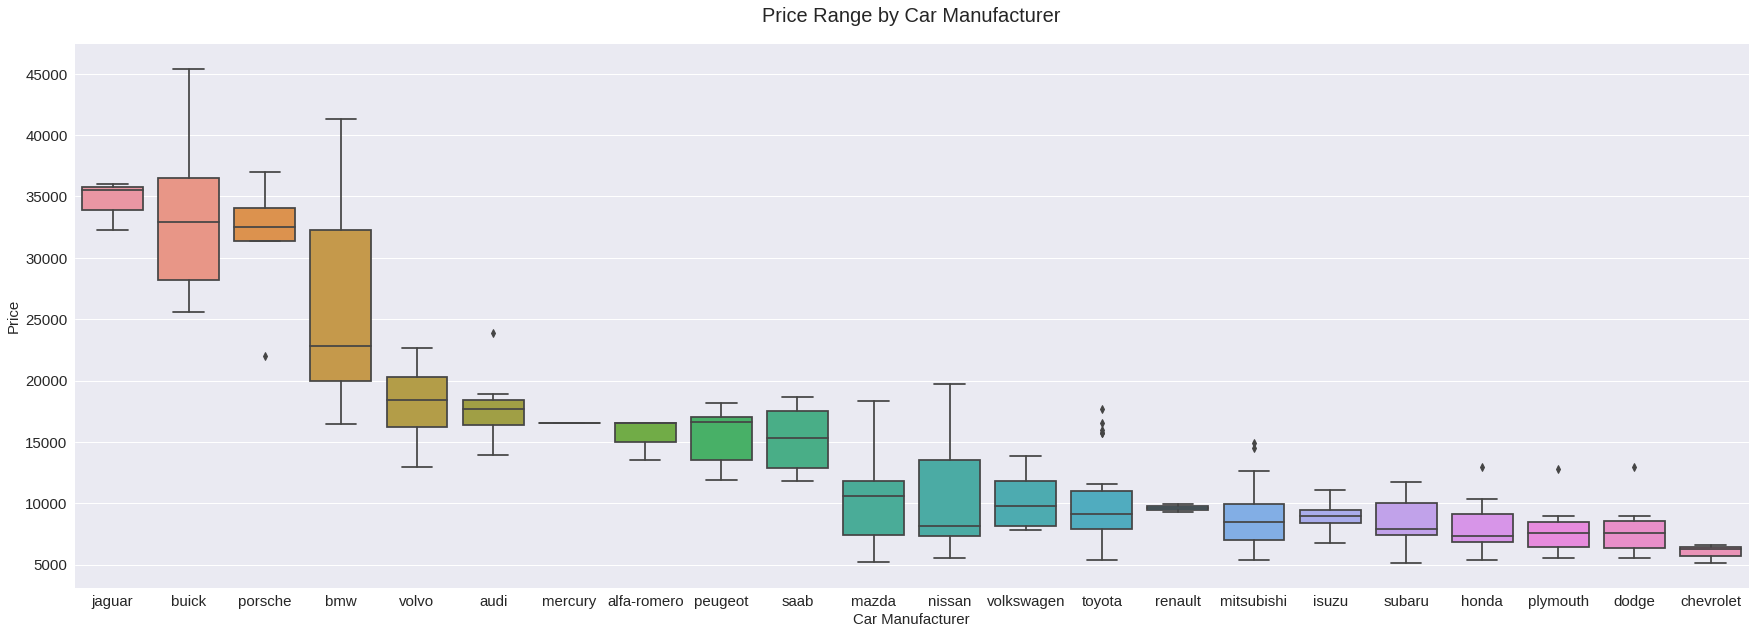 Price Range by Car Manufacturer
45000
40000
35000
30000
25000
20000
15000
10000
5000
Price
jaguar buick porsche bmw volvo audi mercury alfa-romero peugeot saab mazda nissan volkswagen toyota renault mitsubishi isuzu subaru honda plymouth dodge chevrolet
Car Manufacturer